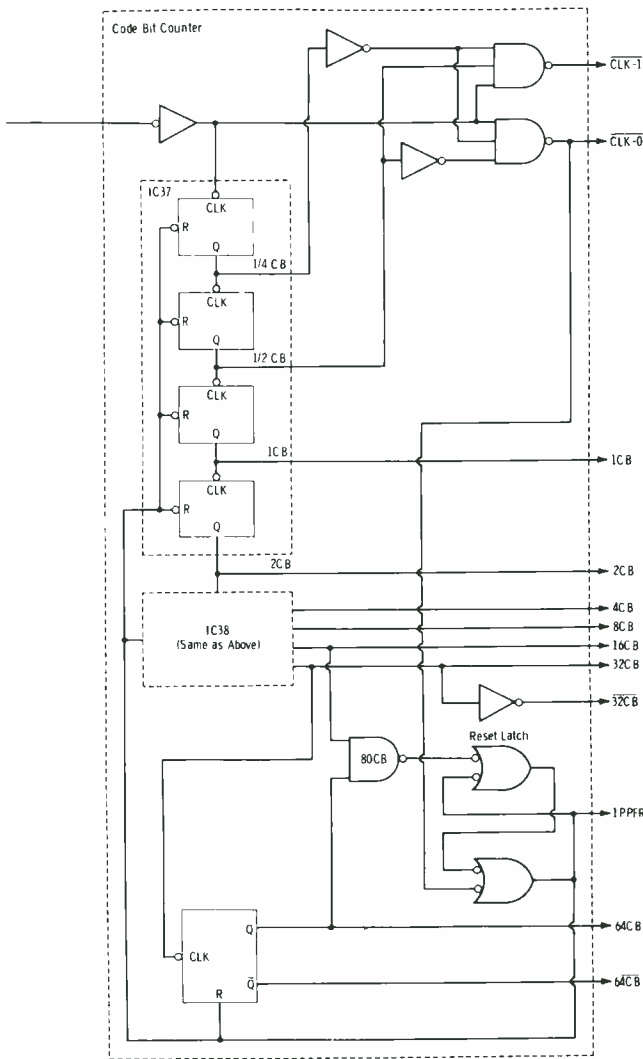 Code Bit Counter
CLK-1
CLK-0
IC37
CLK
R
Q
1/4 CB
CLK
R
Q
1/2 CB
CLK
R
Q
1CB
1CB
CLK
R
Q
2CB
2CB
IC38
(Same as Above)
4CB
8CB
16CB
32CB
32CB
Reset Latch
80CB
1PPFR
Q
64CB
CLK
Q
64CB
R